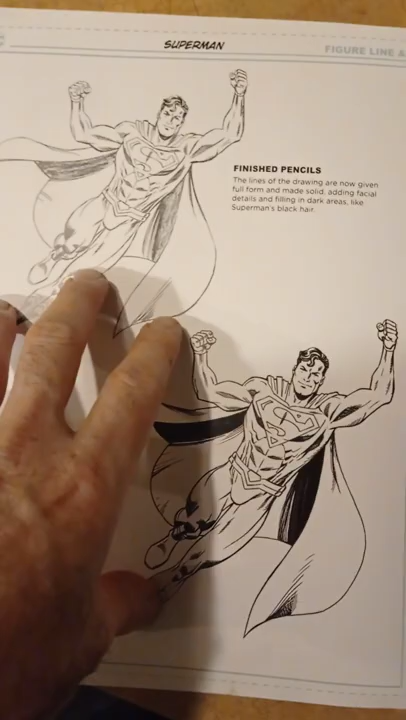 SUPERMAN
FIGURE LINE
FINISHED PENCILS
The lines of the drawing are now given
full form and made solid, adding facial
details and filling in dark areas, like
Superman's black hair.